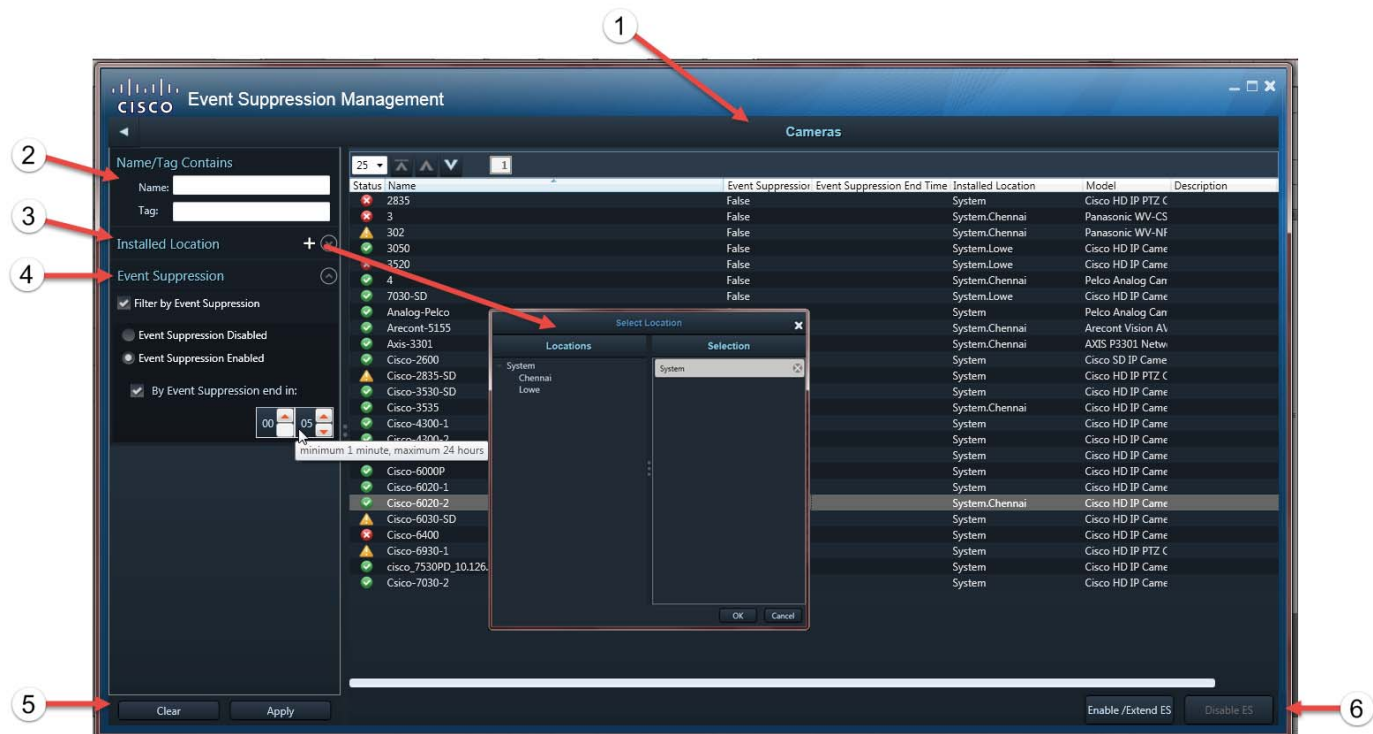 1
CISCO Event Suppression Management
Cameras
2
Name/Tag Contains
Name:
Tag:
3
Installed Location
4
Event Suppression
Filter by Event Suppression
Event Suppression Disabled
Event Suppression Enabled
By Event Suppression end in:
00 05
minimum 1 minute, maximum 24 hours
5
Clear Apply
25 1
Status Name Event Suppression End Time Installed Location Model Description
2835 False System Cisco HD IP PTZ C
3 False System.Chennai Panasonic WV-CS
302 False System.Chennai Panasonic WV-NF
3050 False System.Lowe Cisco HD IP Came
3520 False System.Lowe Cisco HD IP Came
4 False System.Chennai Pelco Analog Cam
7030-SD False System.Lowe Cisco HD IP Came
Analog-Pelco System Pelco Analog Cam
Arecont-5155 System.Chennai Arecont Vision AV
Axis-3301 System.Chennai AXIS P3301 Netw
Cisco-2600 System Cisco SD IP Came
Cisco-2835-SD System Cisco HD IP PTZ C
Cisco-3530-SD System Cisco HD IP Came
Cisco-3535 System.Chennai Cisco HD IP Came
Cisco-4300-1 System Cisco HD IP Came
Cisco-4300-2 System Cisco HD IP Came
System Cisco HD IP Came
Cisco-6000P System Cisco HD IP Came
Cisco-6020-1 System Cisco HD IP Came
Cisco-6020-2 System.Chennai Cisco HD IP Came
Cisco-6030-SD System Cisco HD IP Came
Cisco-6400 System Cisco HD IP Came
Cisco-6930-1 System Cisco HD IP PTZ C
cisco_7530PD_10.126. System Cisco HD IP Came
Csico-7030-2 System Cisco HD IP Came
Select Location
Locations Selection
System
Chennai
Lowe
System
OK Cancel
Enable /Extend ES Disable ES
6